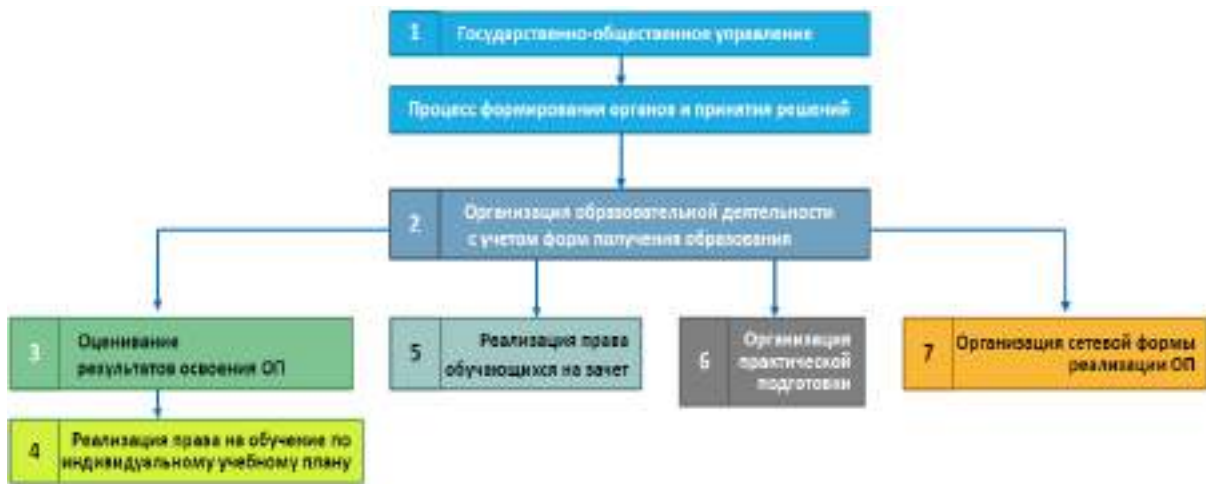 1 Государственно-общественное управление
Процесс формирования органов и принятия решений
2 Организация образовательной деятельности
с учетом форм получения образования
3 Оценивание
результатов освоения ОП
4 Реализация права на обучение по
индивидуальному учебному плану
5 Реализация права
обучающихся на зачет
6 Организация
практической
подготовки
7 Организация сетевой формы
реализации ОП